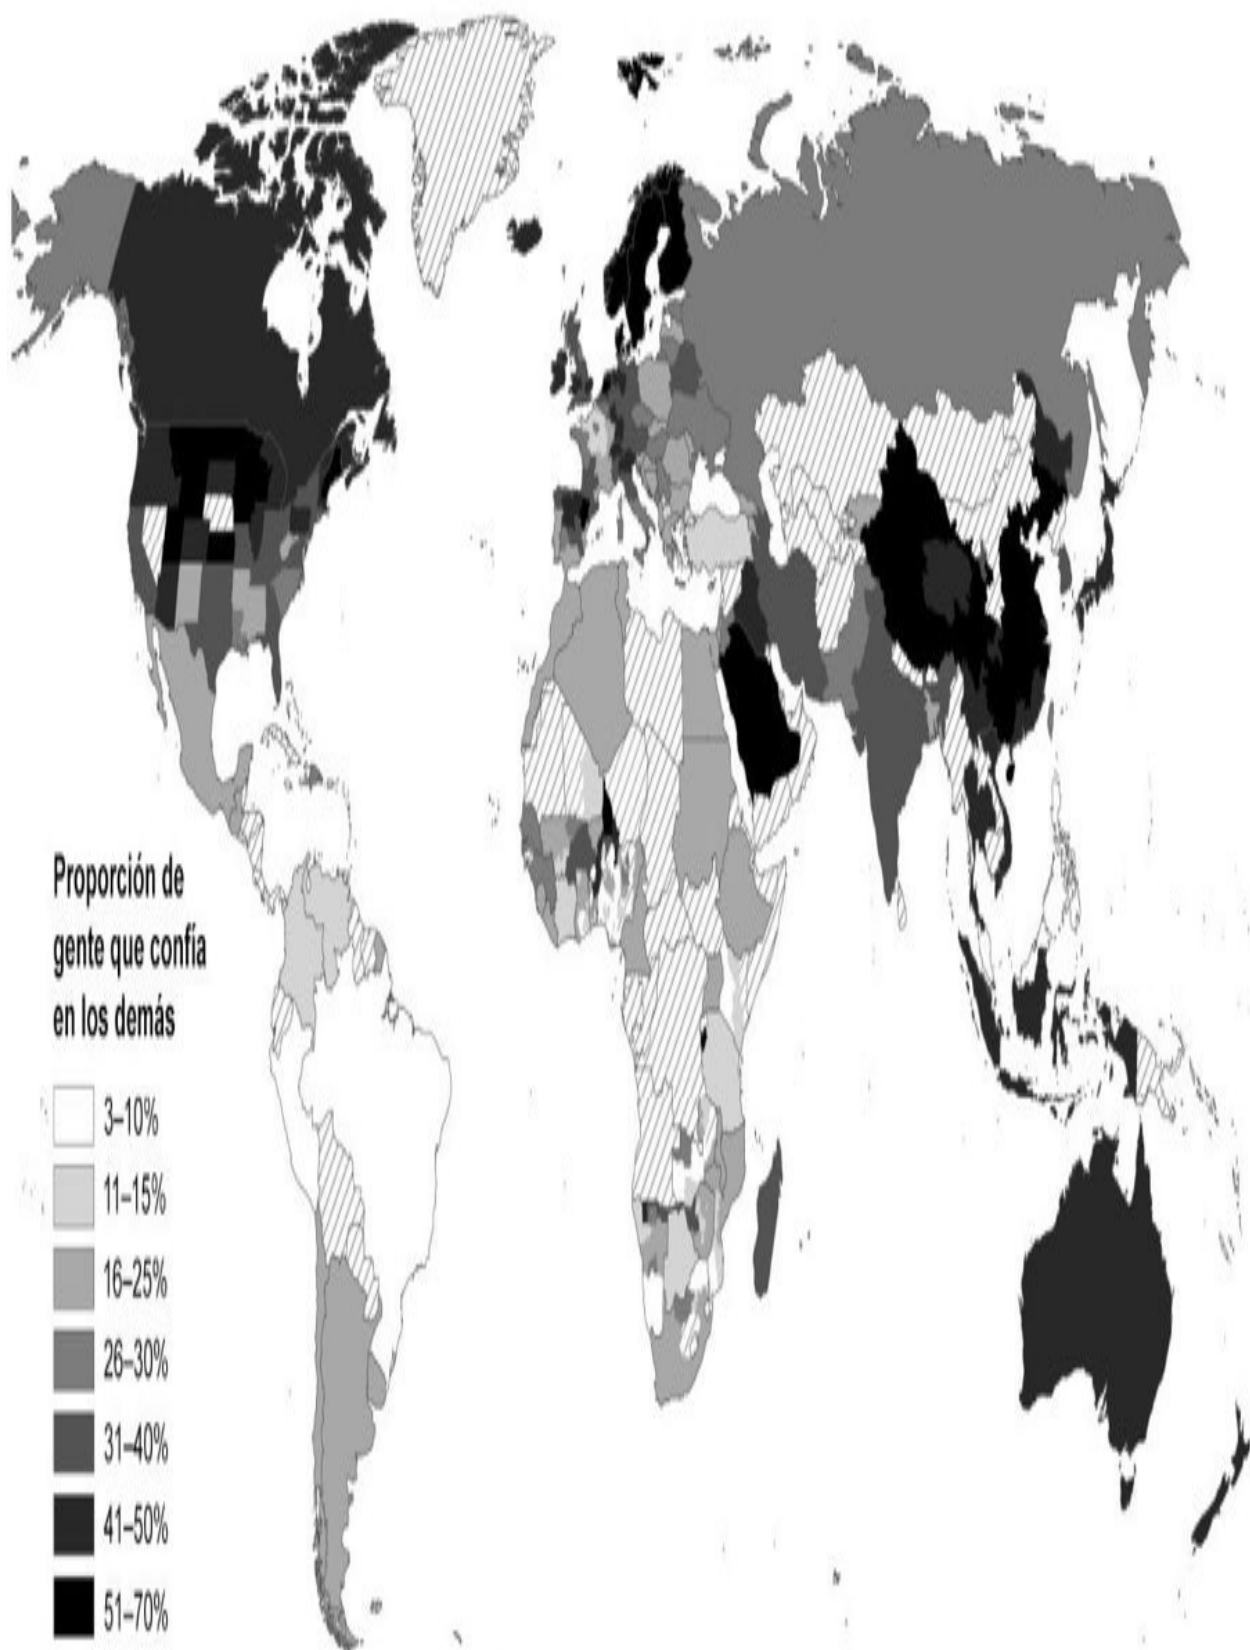 Proporción de
gente que confía
en los demás
3–10%
11–15%
16–25%
26–30%
31–40%
41–50%
51–70%